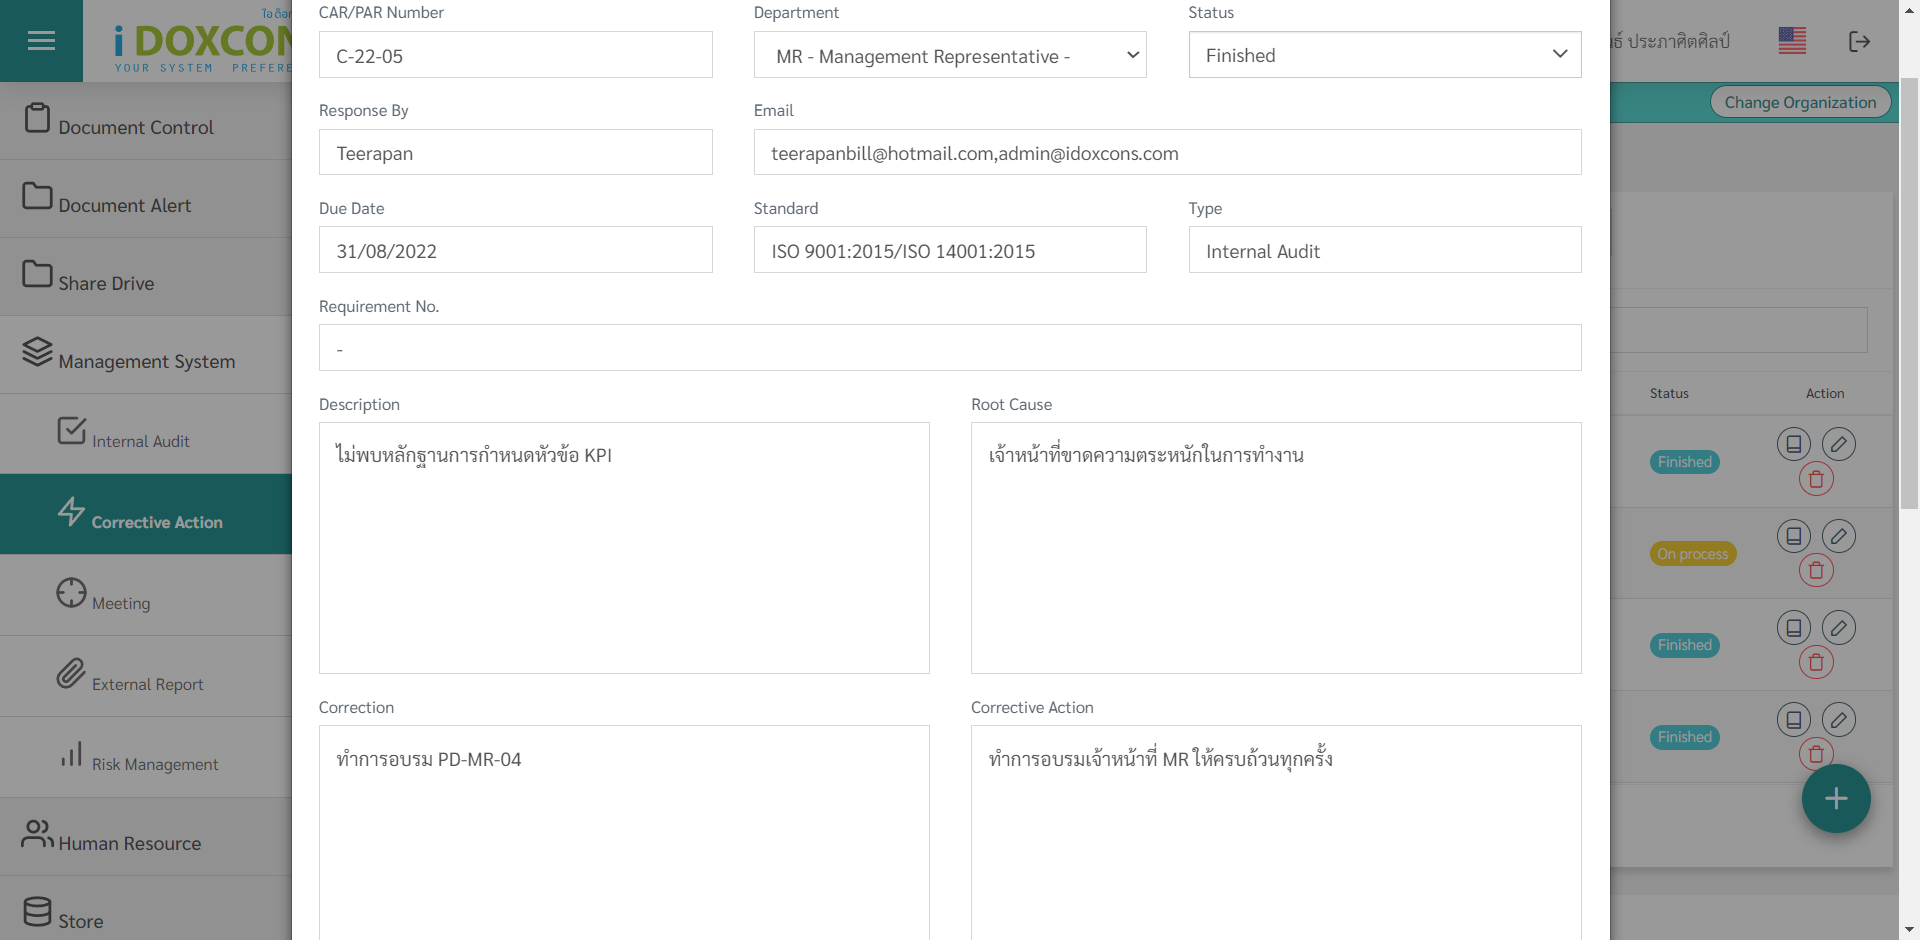 CAR/PAR Number
Department
Status
C-22-05
MR - Management Representative -
Finished
Response By
Email
Teerapan
teerapanbill@hotmail.com,admin@idoxcons.com
Due Date
Standard
Type
31/08/2022
ISO 9001:2015/ISO 14001:2015
Internal Audit
Requirement No.
-
Description
Root Cause
ไม่พบหลักฐานการกำหนดหัวข้อ KPI
เจ้าหน้าที่ขาดความตระหนักในการทำงาน
Correction
Corrective Action
ทำการอบรม PD-MR-04
ทำการอบรมเจ้าหน้าที่ MR ให้ครบถ้วนทุกครั้ง
i DOXCON
YOUR SYSTEM PREFERE
Document Control
Document Alert
Share Drive
Management System
Internal Audit
Corrective Action
Meeting
External Report
Risk Management
Human Resource
Store
ประภาศิตศิลป์
Change Organization
Status
Action
Finished
On process
Finished
Finished